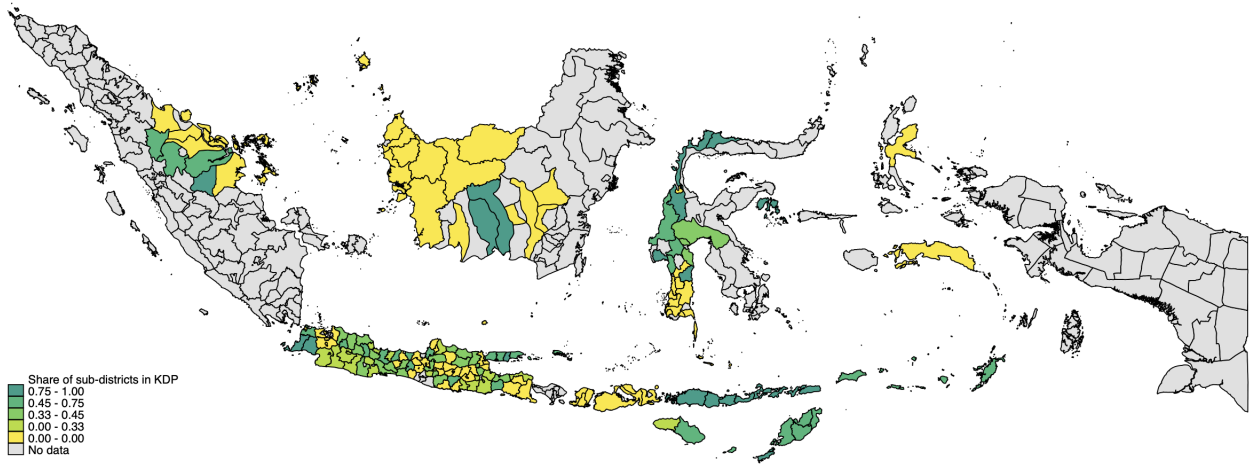 Share of sub-districts in KDP
0.75 - 1.00
0.45 - 0.75
0.33 - 0.45
0.00 - 0.33
0.00 - 0.00
No data